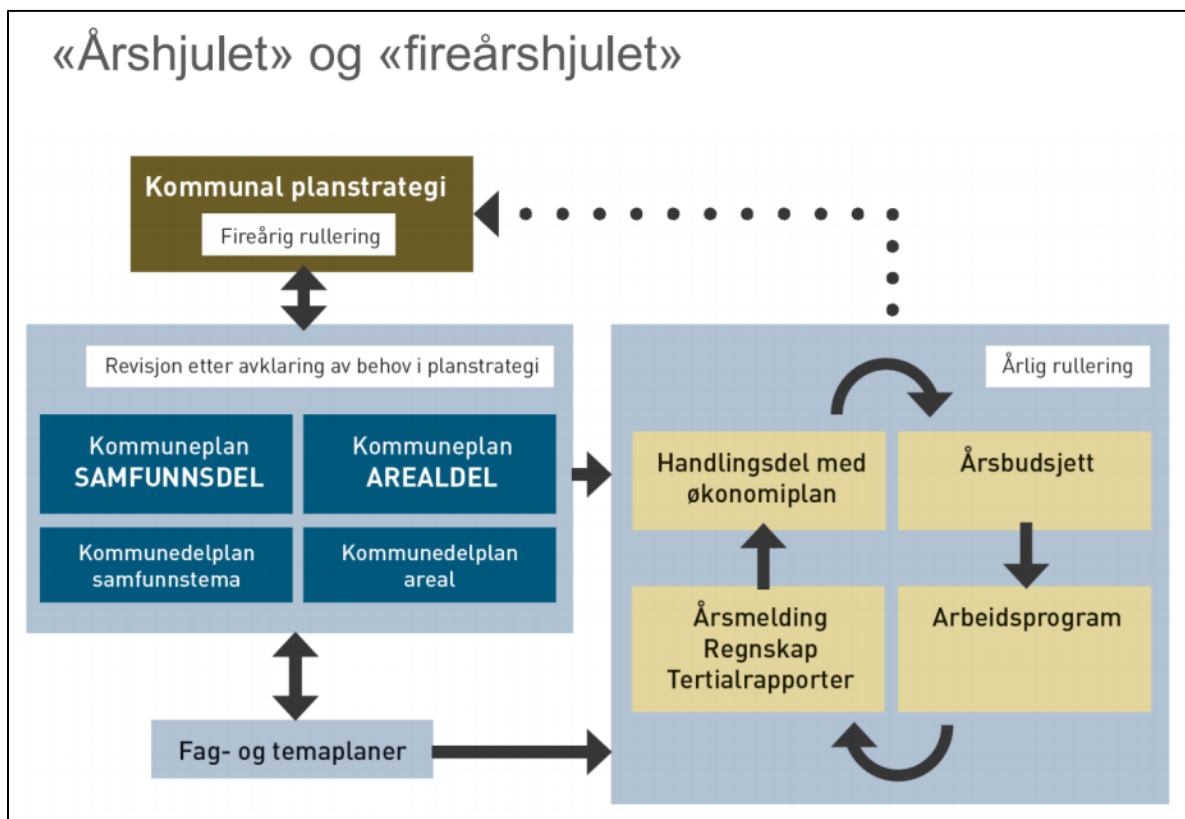 «Årshjulet» og «fireårshjulet»
Kommunal planstrategi
Fireårig rullering
Revisjon etter avklaring av behov i planstrategi
Kommuneplan
SAMFUNNSDEL
Kommuneplan
AREALDEL
Kommunedelplan
samfunnstema
Kommunedelplan
areal
Fag- og temaplaner
Årlig rullering
Handlingsdel med
økonomiplan
Årsbudsjett
Årsmelding
Regnskap
Tertialrapporter
Arbeidsprogram